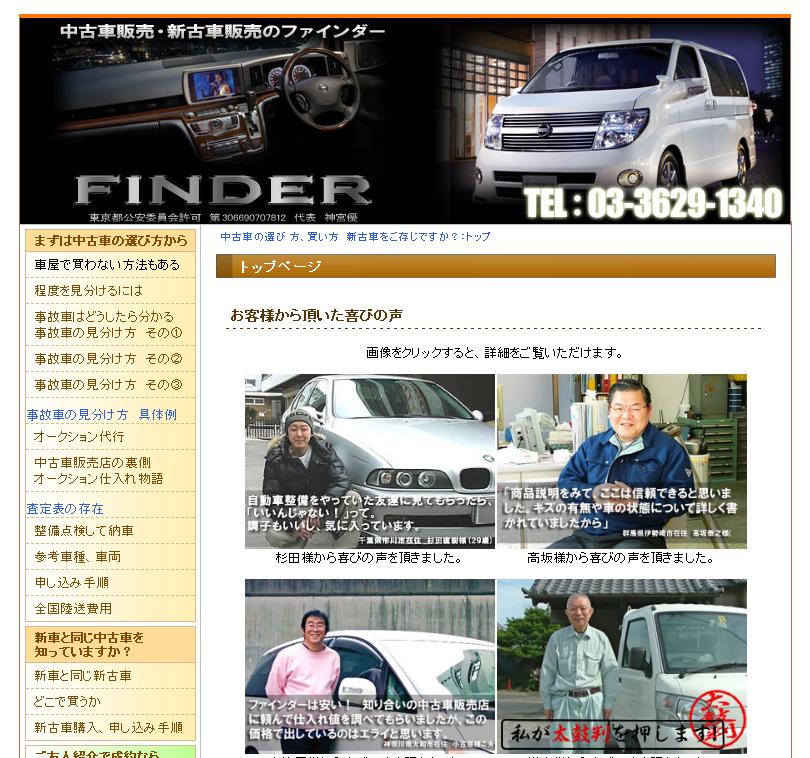 中古車販売・新古車販売のファインダー
FINDER
東京都公安委員会許可 第306690707812 代表 神宮優
TEL : 03-3629-1340
まずは中古車の選び方から
車屋で買わない方法もある
程度を見分けるには
事故車はどうしたら分かる
事故車の見分け方 その①
事故車の見分け方 その②
事故車の見分け方 その③
事故車の見分け方 具体例
オークション代行
中古車販売店の裏側
オークション仕入れ物語
査定表の存在
整備点検して納車
参考車種、車両
申し込み手順
全国陸送費用
新車と同じ中古車を
知っていますか？
新車と同じ新古車
どこで買うか
新古車購入、申し込み手順
ご友人紹介で成約なら
中古車の選び 方、買い方 新古車をご存じですか？:トップ
トップページ
お客様から頂いた喜びの声
画像をクリックすると、詳細をご覧いただけます。
自動車整備をやっていた友達に見てもらったら、
「いいんじゃない！」って。
調子もいいし、気に入っています。
千葉県市川市在住 杉田直樹様(29歳)
杉田様から喜びの声を頂きました。
「商品説明をみて、ここは信頼できると思いま
した。キズの有無や車の状態について詳しく書
かれていましたから」
群馬県伊勢崎市在住 高坂泰之様
高坂様から喜びの声を頂きました。
ファインダーは安い！ 知り合いの中古車販売店
に頼んで仕入れ値を調べてもらいましたが、この
価格で出しているのはエライと思います。
神奈川県大和市在住
私が太鼓判を押します!!